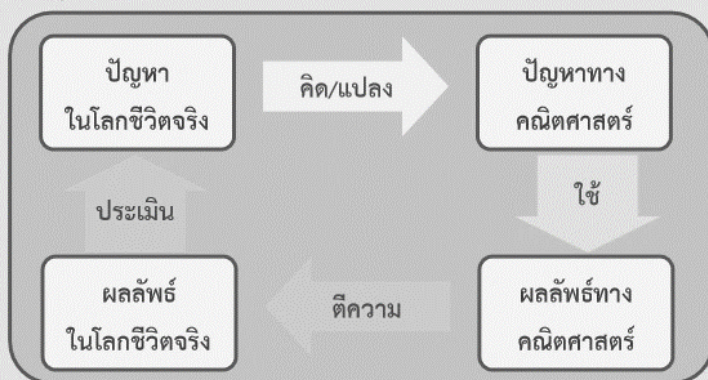 ปัญหา
ในโลกชีวิตจริง
คิด/แปลง
ปัญหาทาง
คณิตศาสตร์
ใช้
ประเมิน
ผลลัพธ์
ในโลกชีวิตจริง
ตีความ
ผลลัพธ์ทาง
คณิตศาสตร์